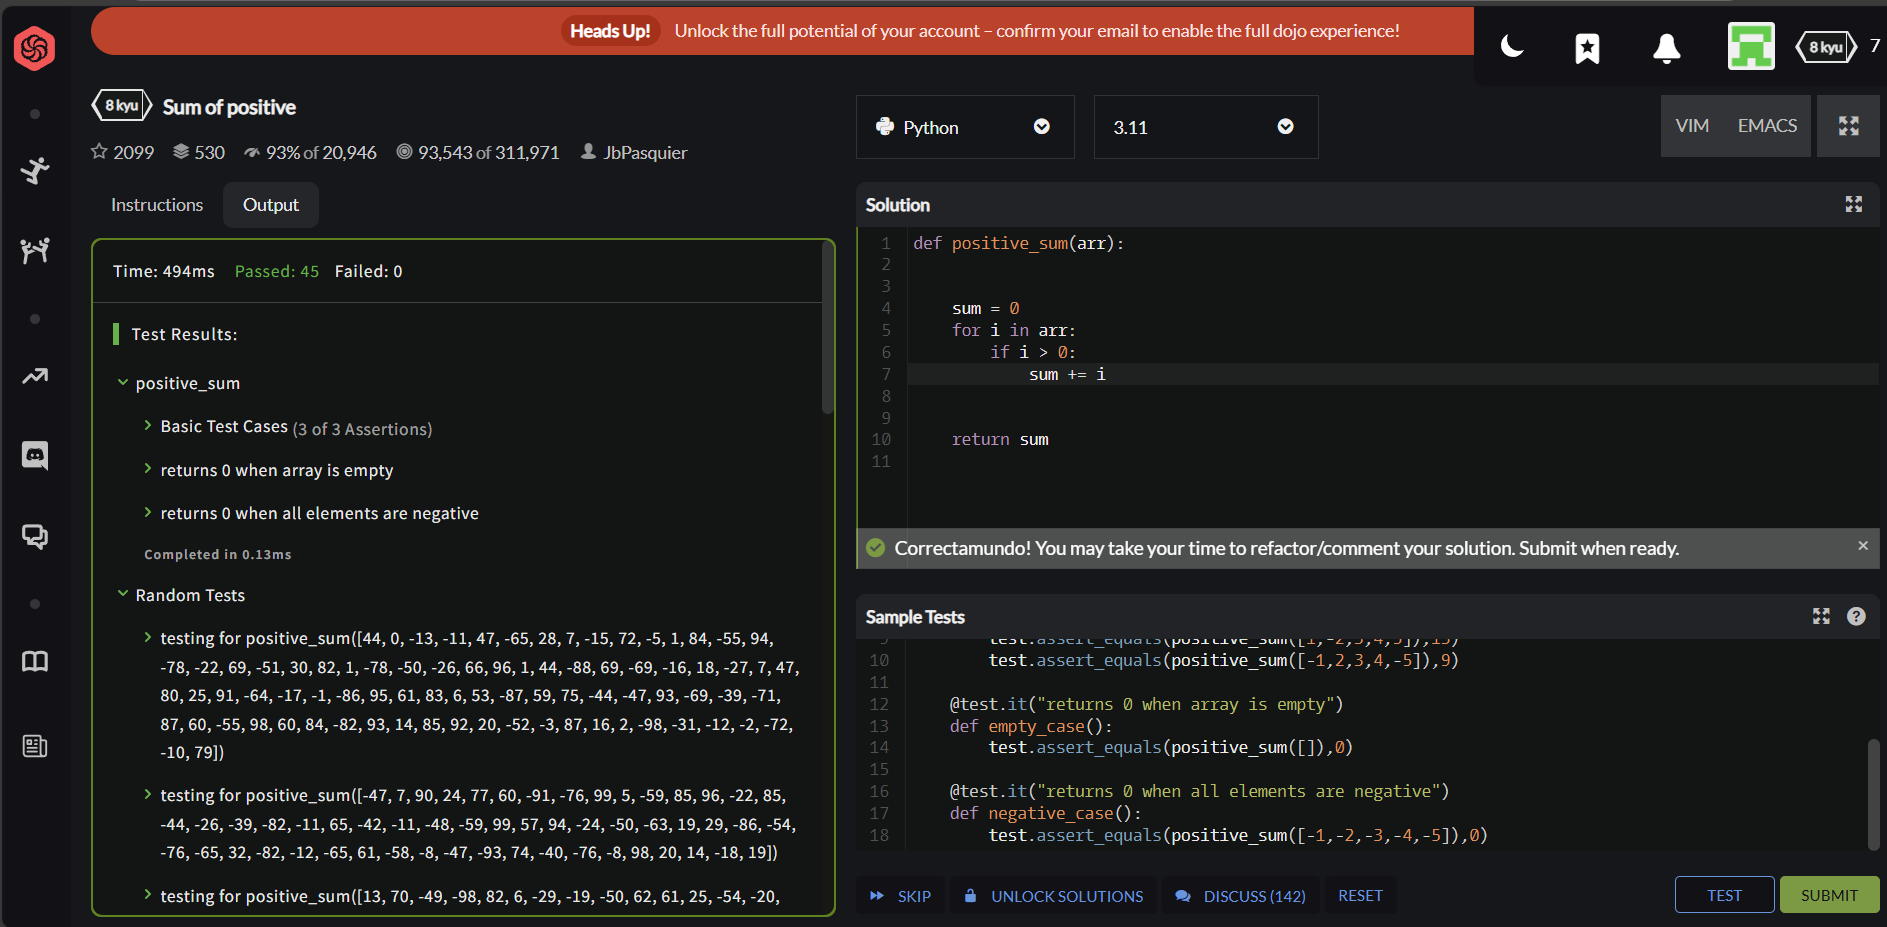 Heads Up! Unlock the full potential of your account – confirm your email to enable the full dojo experience!
8 kyu 7
8 kyu Sum of positive
2099 530 93% of 20,946 93,543 of 311,971 JbPasquier
Python 3.11 VIM EMACS
Instructions Output
Time: 494ms Passed: 45 Failed: 0
Test Results:
positive_sum
Basic Test Cases (3 of 3 Assertions)
returns 0 when array is empty
returns 0 when all elements are negative
Completed in 0.13ms
Random Tests
testing for positive_sum([44, 0, -13, -11, 47, -65, 28, 7, -15, 72, -5, 1, 84, -55, 94,
-78, -22, 69, -51, 30, 82, 1, -78, -50, -26, 66, 96, 1, 44, -88, 69, -69, -16, 18, -27, 7, 47,
80, 25, 91, -64, -17, -1, -86, 95, 61, 83, 6, 53, -87, 59, 75, -44, -47, 93, -69, -39, -71,
87, 60, -55, 98, 60, 84, -82, 93, 14, 85, 92, 20, -52, -3, 87, 16, 2, -98, -31, -12, -2, -72,
-10, 79])
testing for positive_sum([-47, 7, 90, 24, 77, 60, -91, -76, 99, 5, -59, 85, 96, -22, 85,
-44, -26, -39, -82, -11, 65, -42, -11, -48, -59, 99, 57, 94, -24, -50, -63, 19, 29, -86, -54,
-76, -65, 32, -82, -12, -65, 61, -58, -8, -47, -93, 74, -40, -76, -8, 98, 20, 14, -18, 19])
testing for positive_sum([13, 70, -49, -98, 82, 6, -29, -19, -50, 62, 61, 25, -54, -20,
Solution
1 def positive_sum(arr):
2
3
4 sum = 0
5 for i in arr:
6 if i > 0:
7 sum += i
8
9
10 return sum
11
Correctamundo! You may take your time to refactor/comment your solution. Submit when ready. ×
Sample Tests ?
9 test.assert_equals(positive_sum([1,-2,3,4,5]),13)
10 test.assert_equals(positive_sum([-1,2,3,4,-5]),9)
11
12 @test.it("returns 0 when array is empty")
13 def empty_case():
14 test.assert_equals(positive_sum([]),0)
15
16 @test.it("returns 0 when all elements are negative")
17 def negative_case():
18 test.assert_equals(positive_sum([-1,-2,-3,-4,-5]),0)
SKIP UNLOCK SOLUTIONS DISCUSS (142) RESET TEST SUBMIT